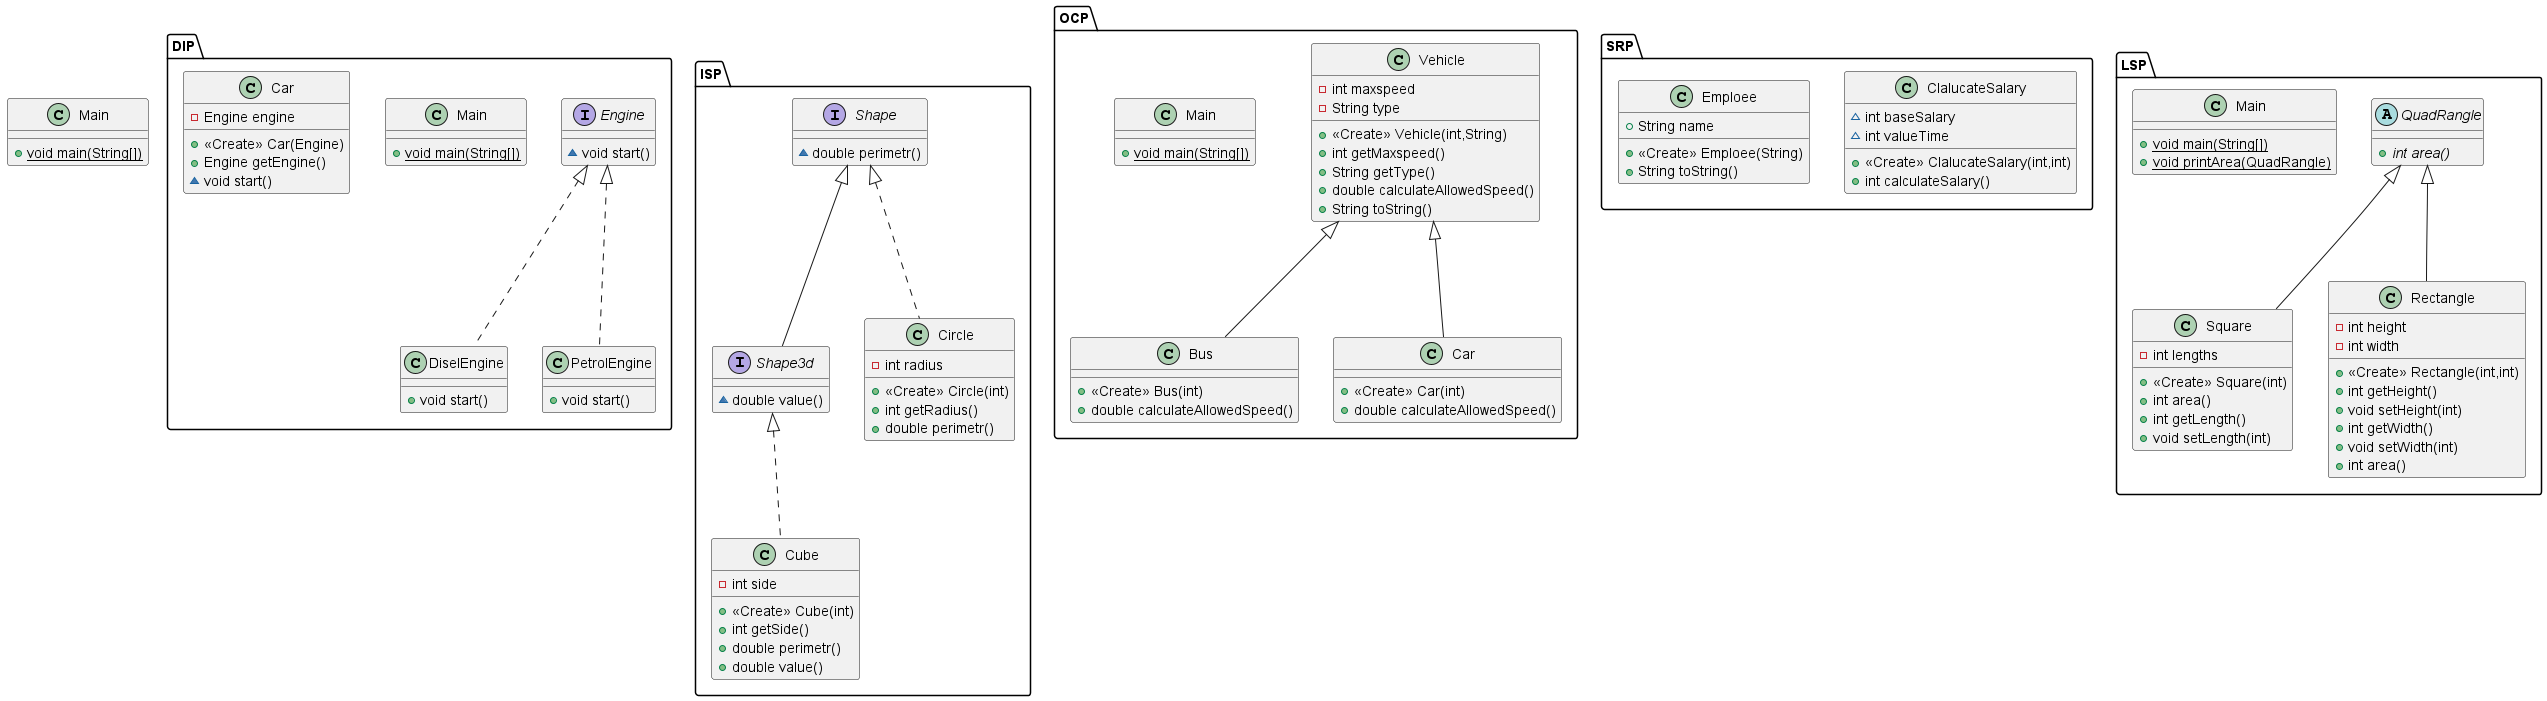 Main
void main(String[])
DIP
Car
Engine engine
«Create» Car(Engine)
Engine getEngine()
void start()
Main
void main(String[])
Engine
void start()
DiselEngine
void start()
PetrolEngine
void start()
ISP
Shape
double perimetr()
Shape3d
double value()
Circle
int radius
«Create» Circle(int)
int getRadius()
double perimetr()
Cube
int side
«Create» Cube(int)
int getSide()
double perimetr()
double value()
OCP
Main
void main(String[])
Vehicle
int maxspeed
String type
«Create» Vehicle(int,String)
int getMaxspeed()
String getType()
double calculateAllowedSpeed()
String toString()
Bus
«Create» Bus(int)
double calculateAllowedSpeed()
Car
«Create» Car(int)
double calculateAllowedSpeed()
SRP
Emploee
String name
«Create» Emploee(String)
String toString()
ClalucateSalary
int baseSalary
int valueTime
«Create» ClalucateSalary(int,int)
int calculateSalary()
LSP
Main
void main(String[])
void printArea(QuadRangle)
QuadRangle
int area()
Square
int lengths
«Create» Square(int)
int area()
int getLength()
void setLength(int)
Rectangle
int height
int width
«Create» Rectangle(int,int)
int getHeight()
void setHeight(int)
int getWidth()
void setWidth(int)
int area()